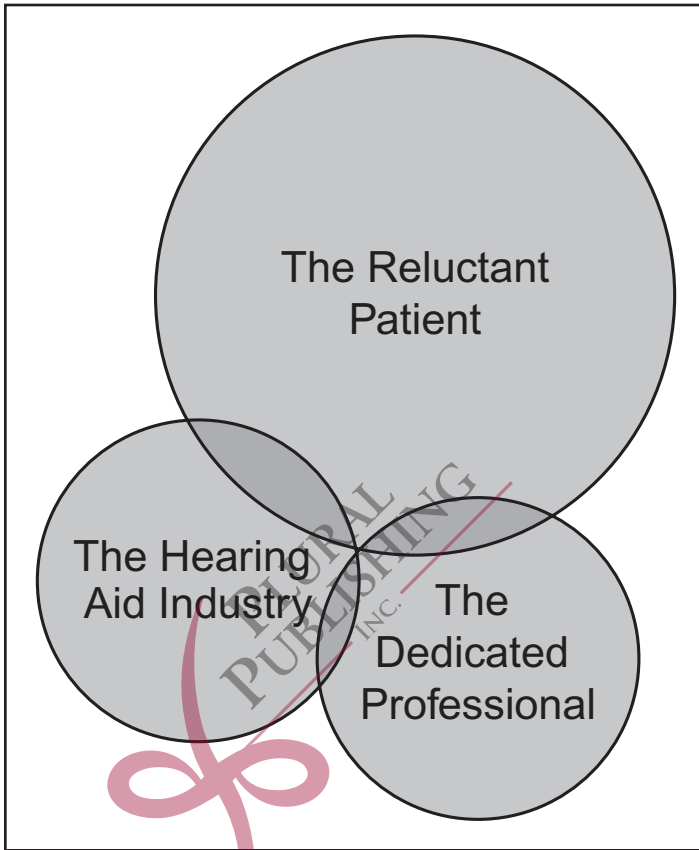 The Reluctant
Patient
The Hearing
Aid Industry
The
Dedicated
Professional
PLURAL
PUBLISHING
INC.